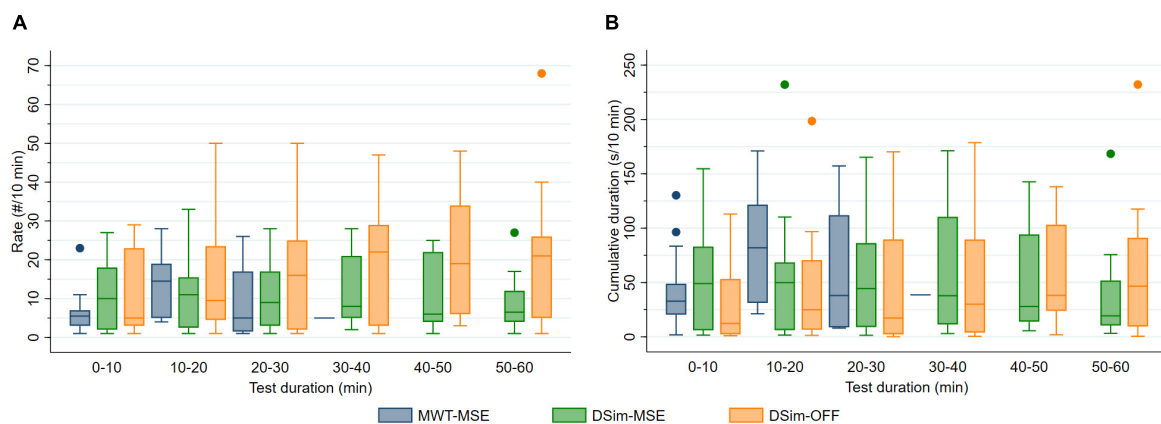 A
Rate (#/10 min)
70
60
50
40
30
20
10
0
0-10 10-20 20-30 30-40 40-50 50-60
Test duration (min)
B
Cumulative duration (s/10 min)
250
200
150
100
50
0
0-10 10-20 20-30 30-40 40-50 50-60
Test duration (min)
MWT-MSE DSim-MSE DSim-OFF